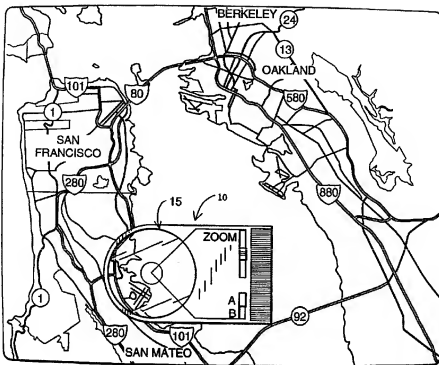 BERKELEY
24
13
101
80
OAKLAND
1
580
SAN
FRANCISCO
280
880
15
10
ZOOM
A
B
1
92
280
101
SAN MATEO